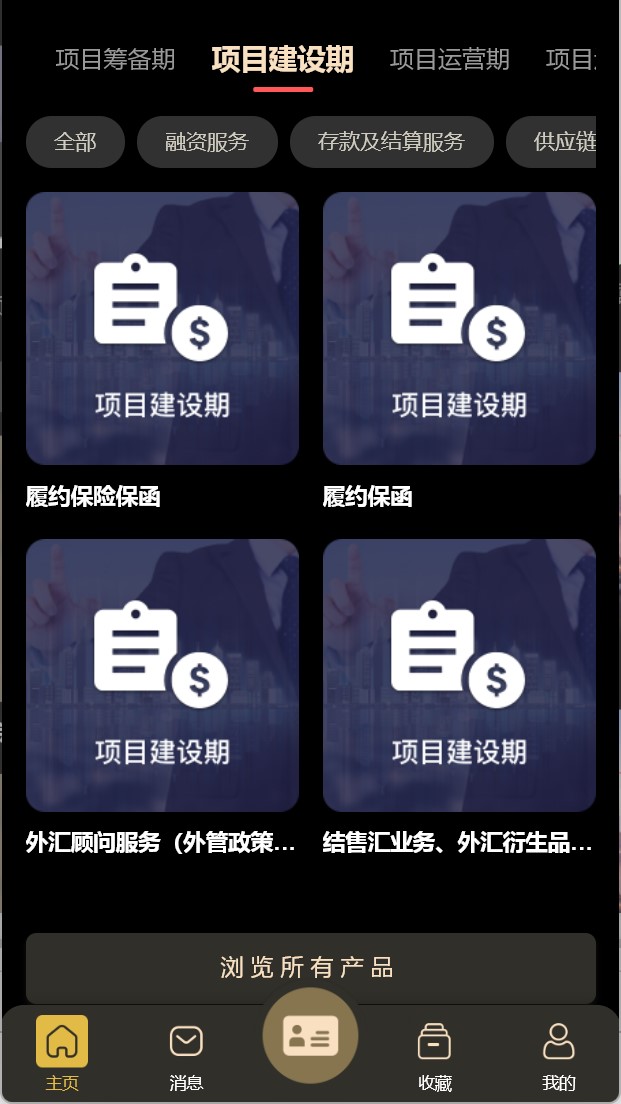 项目筹备期 项目建设期 项目运营期 项目
全部 融资服务 存款及结算服务 供应链
$ $
项目建设期 项目建设期
履约保险保函 履约保函
$ $
项目建设期 项目建设期
外汇顾问服务（外管政策... 结售汇业务、外汇衍生品...
浏览所有产品
主页 消息 收藏 我的